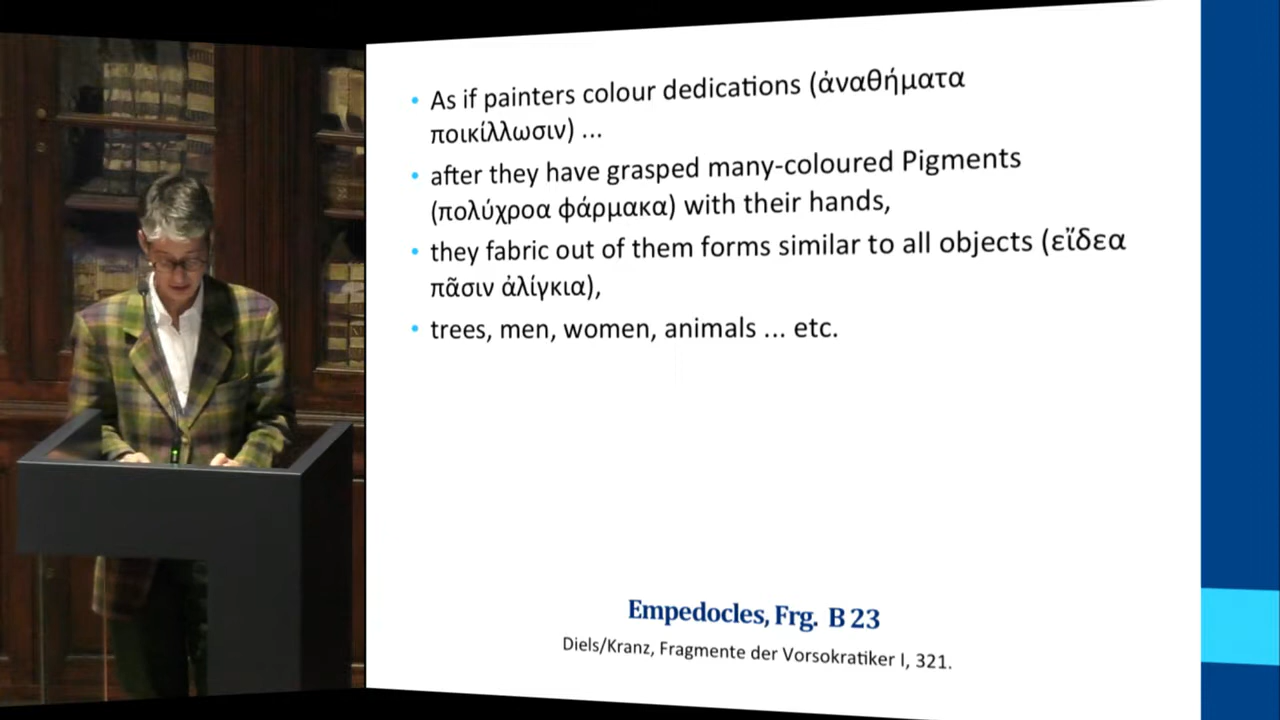 • As if painters colour dedications (ἀναθήματα
ποικίλλωσιν) ...
• after they have grasped many-coloured Pigments
(πολύχροα φάρμακα) with their hands,
• they fabric out of them forms similar to all objects (εἴδεα
πᾶσιν ἀλίγκια),
• trees, men, women, animals ... etc.
Empedocles, Frg. B 23
Diels/Kranz, Fragmente der Vorsokratiker I, 321.